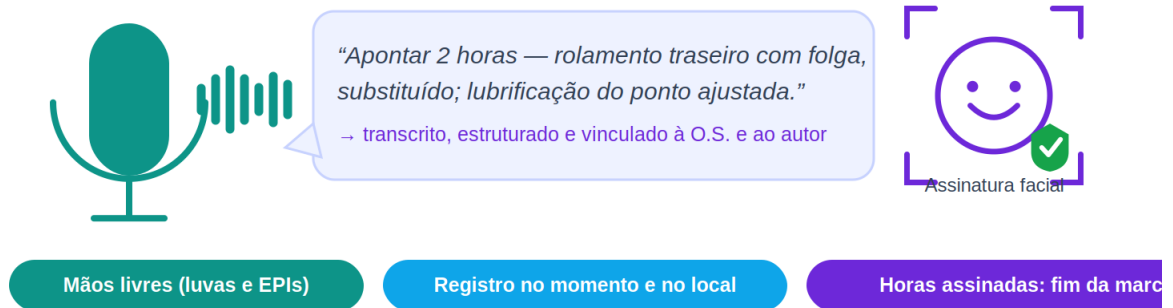 “Apontar 2 horas — rolamento traseiro com folga,
substituído; lubrificação do ponto ajustada.”
→ transcrito, estruturado e vinculado à O.S. e ao autor
Assinatura facial
Mãos livres (luvas e EPIs)
Registro no momento e no local
Horas assinadas: fim da marc